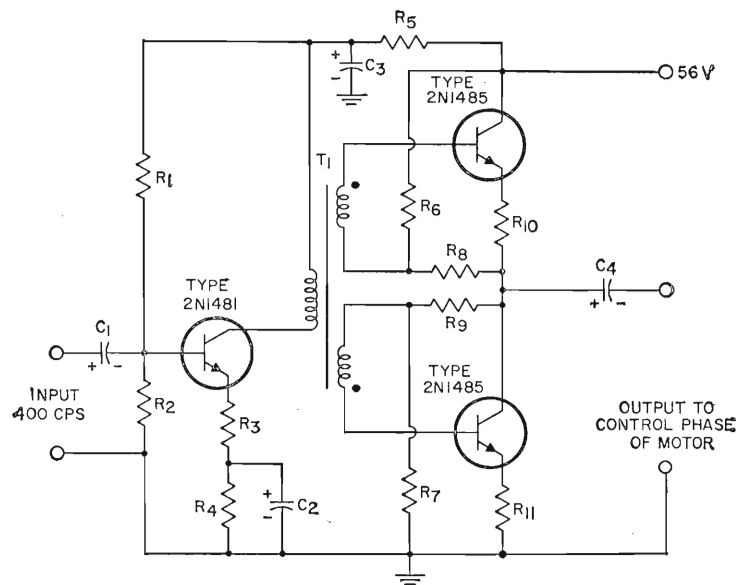 R5
+
-
C3
56V
TYPE
2N1485
T1
R1
R6
R10
R8
C4
+ -
R9
TYPE
2N1481
C1
+ -
TYPE
2N1485
INPUT
400 CPS
R2
R3
OUTPUT TO
CONTROL PHASE
OF MOTOR
R4
+
-
C2
R7
R11